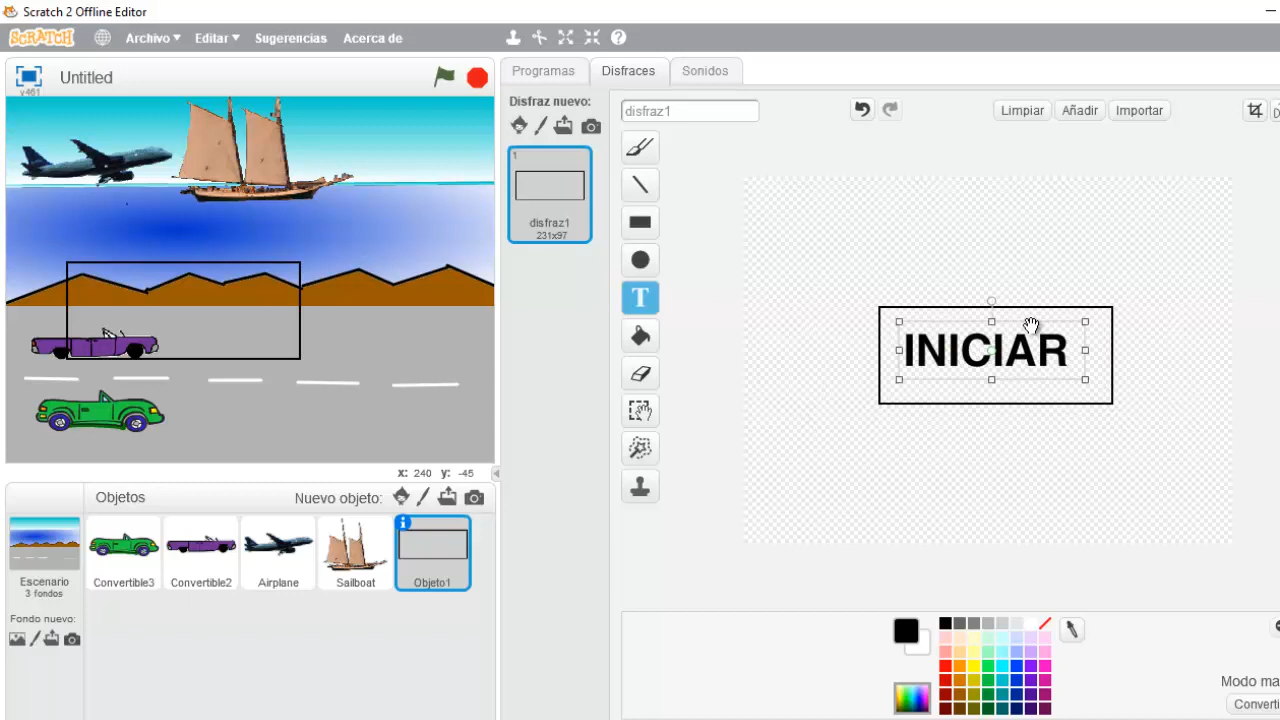 Scratch 2 Offline Editor
SCRATCH
Archivo
Editar
Sugerencias
Acerca de
Untitled
v461
Programas
Disfraces
Sonidos
Disfraz nuevo:
disfraz1
Limpiar
Añadir
Importar
1
disfraz1
231x97
T
INICIAR
x: 240 y: -45
Objetos
Nuevo objeto:
Escenario
3 fondos
Convertible3
Convertible2
Airplane
Sailboat
Objeto1
Fondo nuevo:
Modo ma
Converti